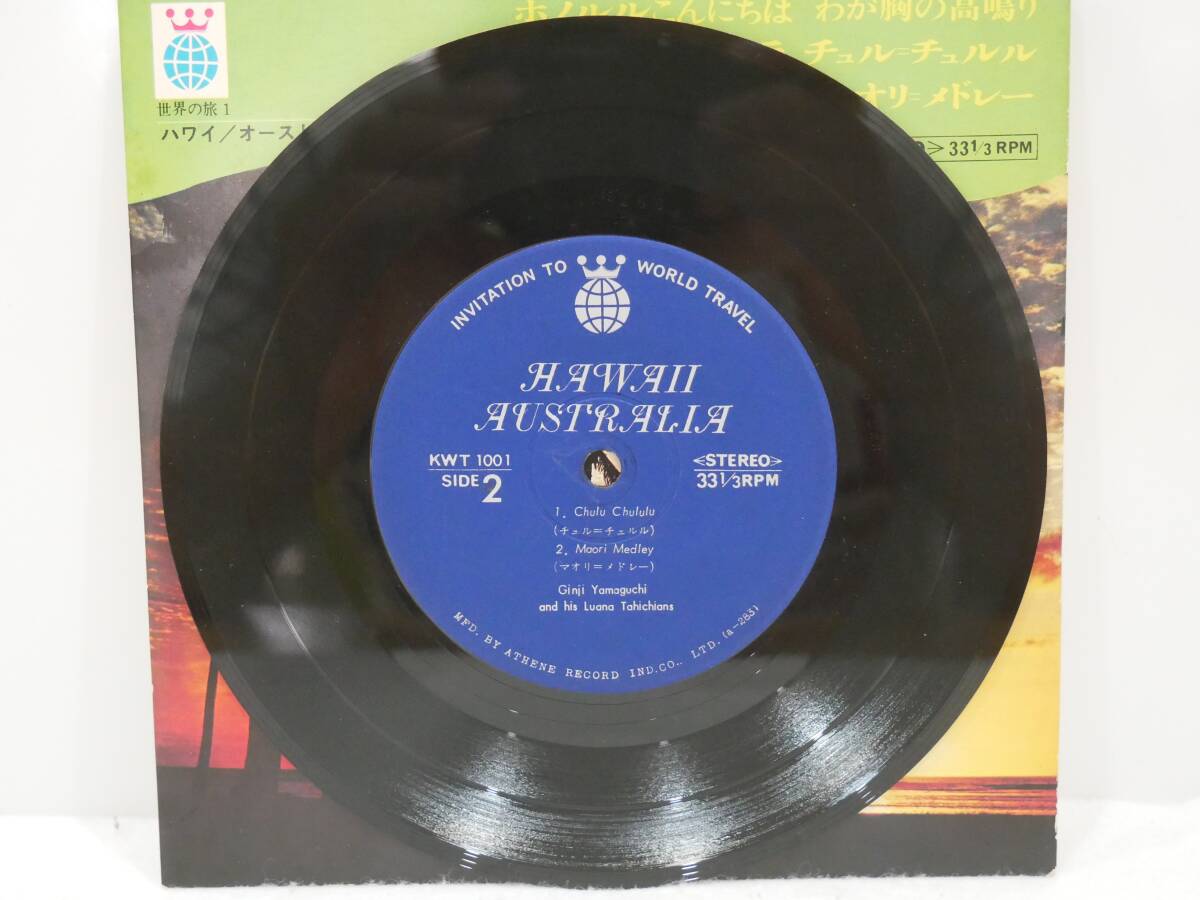 ホノルルこんにちは わが胸の高鳴り
チュル=チュルル
オリ=メドレー
世界の旅 1
ハワイ/オースト
33 1/3 RPM
INVITATION TO WORLD TRAVEL
HAWAII
AUSTRALIA
KWT 1001
SIDE 2
<STEREO>
33 1/3 RPM
1. Chulu Chululu
(チュル=チュルル)
2. Maori Medley
(マオリ=メドレー)
Ginji Yamaguchi
and his Luana Tahichians
MFD. BY ATHENE RECORD IND.CO., LTD. (a-283)